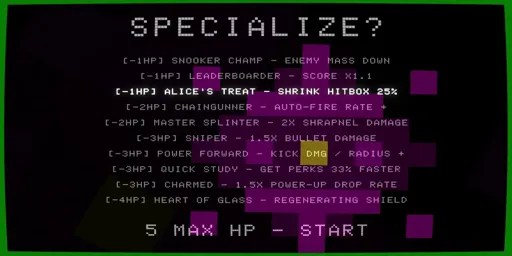 SPECIALIZE?
[-1HP] SNOOKER CHAMP - ENEMY MASS DOWN
[-1HP] LEADERBOARDER - SCORE X1.1
[-1HP] ALICE'S TREAT - SHRINK HITBOX 25%
[-2HP] CHAINGUNNER - AUTO-FIRE RATE +
[-2HP] MASTER SPLINTER - 2X SHRAPNEL DAMAGE
[-3HP] SNIPER - 1.5X BULLET DAMAGE
[-3HP] POWER FORWARD - KICK DMG / RADIUS +
[-3HP] QUICK STUDY - GET PERKS 33% FASTER
[-3HP] CHARMED - 1.5X POWER-UP DROP RATE
[-4HP] HEART OF GLASS - REGENERATING SHIELD
5 MAX HP - START